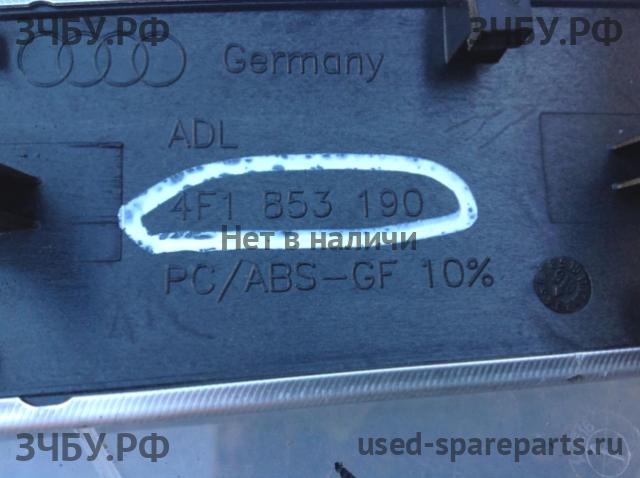 ЗЧБУ.РФ
ЗЧБУ.РФ
Germany
ADL
4F1 853 190
Нет в наличи
PC/ABS-GF 10%
ЗЧБУ.РФ
used-spareparts.ru